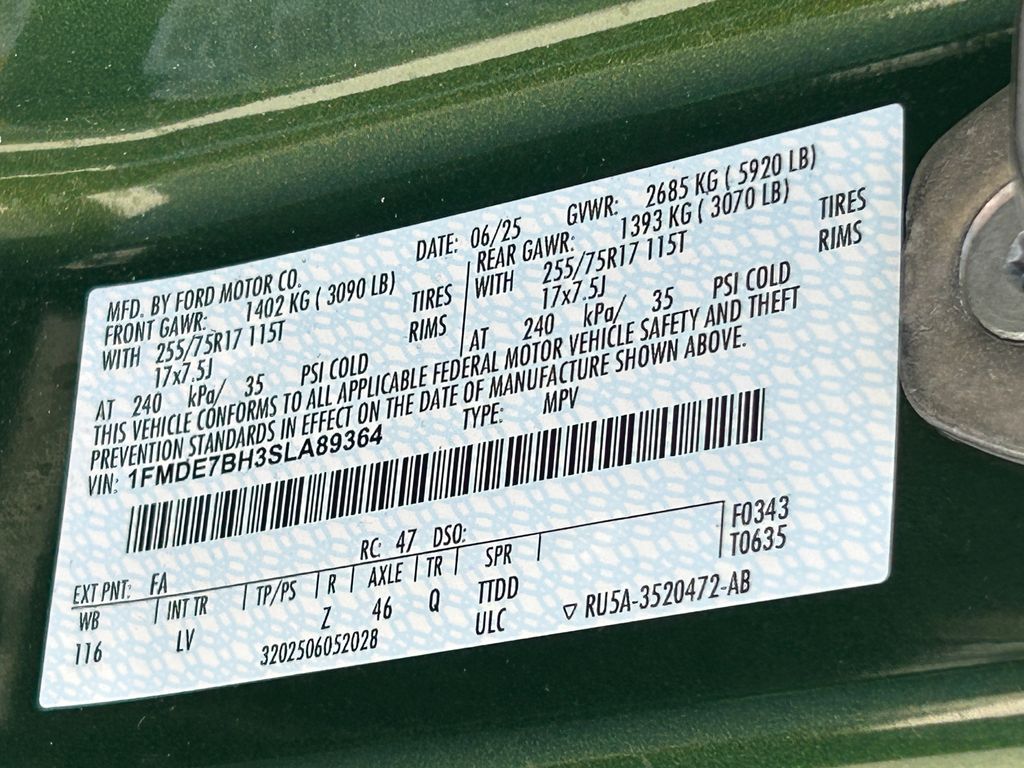 MFD. BY FORD MOTOR CO.
DATE: 06/25 GVWR: 2685 KG ( 5920 LB)
FRONT GAWR: 1402 KG ( 3090 LB)
REAR GAWR: 1393 KG ( 3070 LB)
WITH 255/75R17 115T TIRES
WITH 255/75R17 115T TIRES
17x7.5J RIMS
17x7.5J RIMS
AT 240 kPa/ 35 PSI COLD
AT 240 kPa/ 35 PSI COLD
THIS VEHICLE CONFORMS TO ALL APPLICABLE FEDERAL MOTOR VEHICLE SAFETY AND THEFT
PREVENTION STANDARDS IN EFFECT ON THE DATE OF MANUFACTURE SHOWN ABOVE.
VIN: 1FMDE7BH3SLA89364
TYPE: MPV
EXT PNT: FA RC: 47 DSO:
F0343
T0635
WB INT TR TP/PS R AXLE TR SPR
116 LV Z 46 Q TTDD
3202506052028 ULC ▽ RU5A-3520472-AB